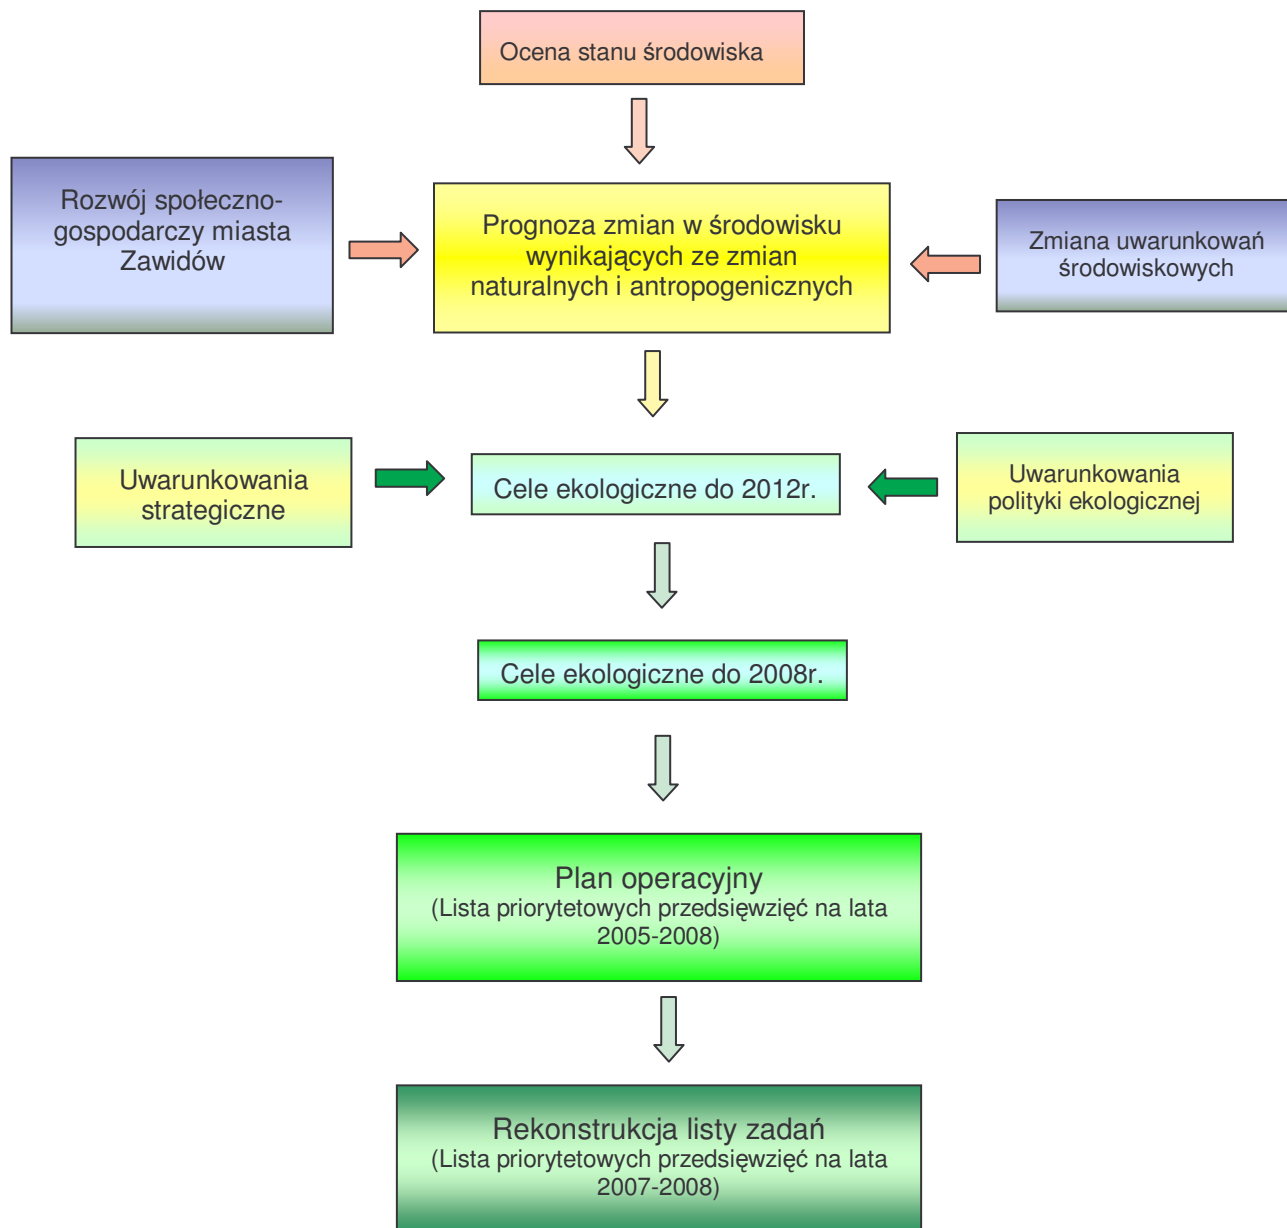 Ocena stanu środowiska
Rozwój społeczno-
gospodarczy miasta
Zawidów
Prognoza zmian w środowisku
wynikających ze zmian
naturalnych i antropogenicznych
Zmiana uwarunkowań
środowiskowych
Uwarunkowania
strategiczne
Cele ekologiczne do 2012r.
Uwarunkowania
polityki ekologicznej
Cele ekologiczne do 2008r.
Plan operacyjny
(Lista priorytetowych przedsięwzięć na lata
2005-2008)
Rekonstrukcja listy zadań
(Lista priorytetowych przedsięwzięć na lata
2007-2008)